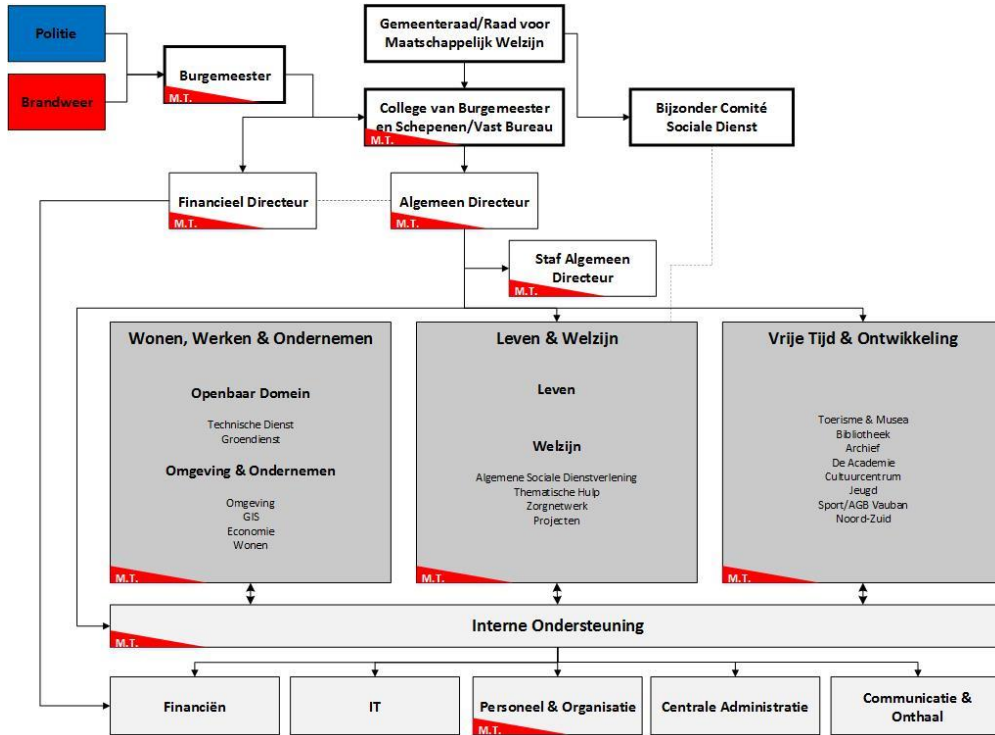 Politie
Brandweer
Burgemeester
M.T.
Gemeenteraad/Raad voor
Maatschappelijk Welzijn
College van Burgemeester
en Schepenen/Vast Bureau
M.T.
Bijzonder Comité
Sociale Dienst
Financieel Directeur
M.T.
Algemeen Directeur
M.T.
Staf Algemeen
Directeur
M.T.
Wonen, Werken & Ondernemen
Openbaar Domein
Technische Dienst
Groendienst
Omgeving & Ondernemen
Omgeving
GIS
Economie
Wonen
M.T.
Leven & Welzijn
Leven
Welzijn
Algemene Sociale Dienstverlening
Thematische Hulp
Zorgnetwerk
Projecten
M.T.
Vrije Tijd & Ontwikkeling
Toerisme & Musea
Bibliotheek
Archief
De Academie
Cultuurcentrum
Jeugd
Sport/AGB Vauban
Noord-Zuid
M.T.
Interne Ondersteuning
M.T.
Financiën
IT
Personeel & Organisatie
M.T.
Centrale Administratie
Communicatie &
Onthaal